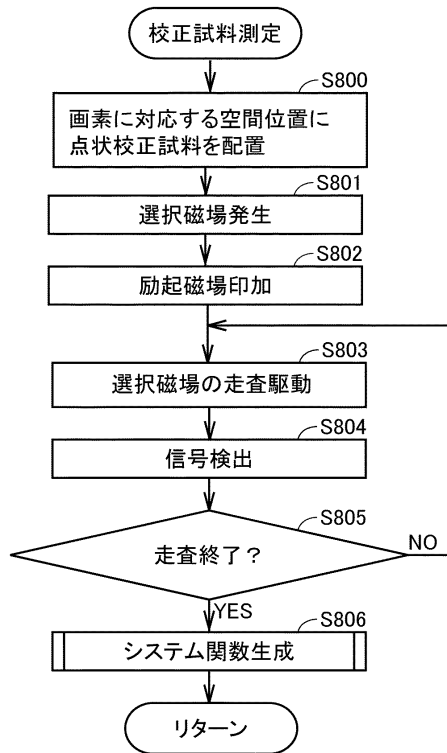 校正試料測定
S800
画素に対応する空間位置に
点状校正試料を配置
S801
選択磁場発生
S802
励起磁場印加
S803
選択磁場の走査駆動
S804
信号検出
S805
走査終了？
NO
YES
S806
システム関数生成
リターン